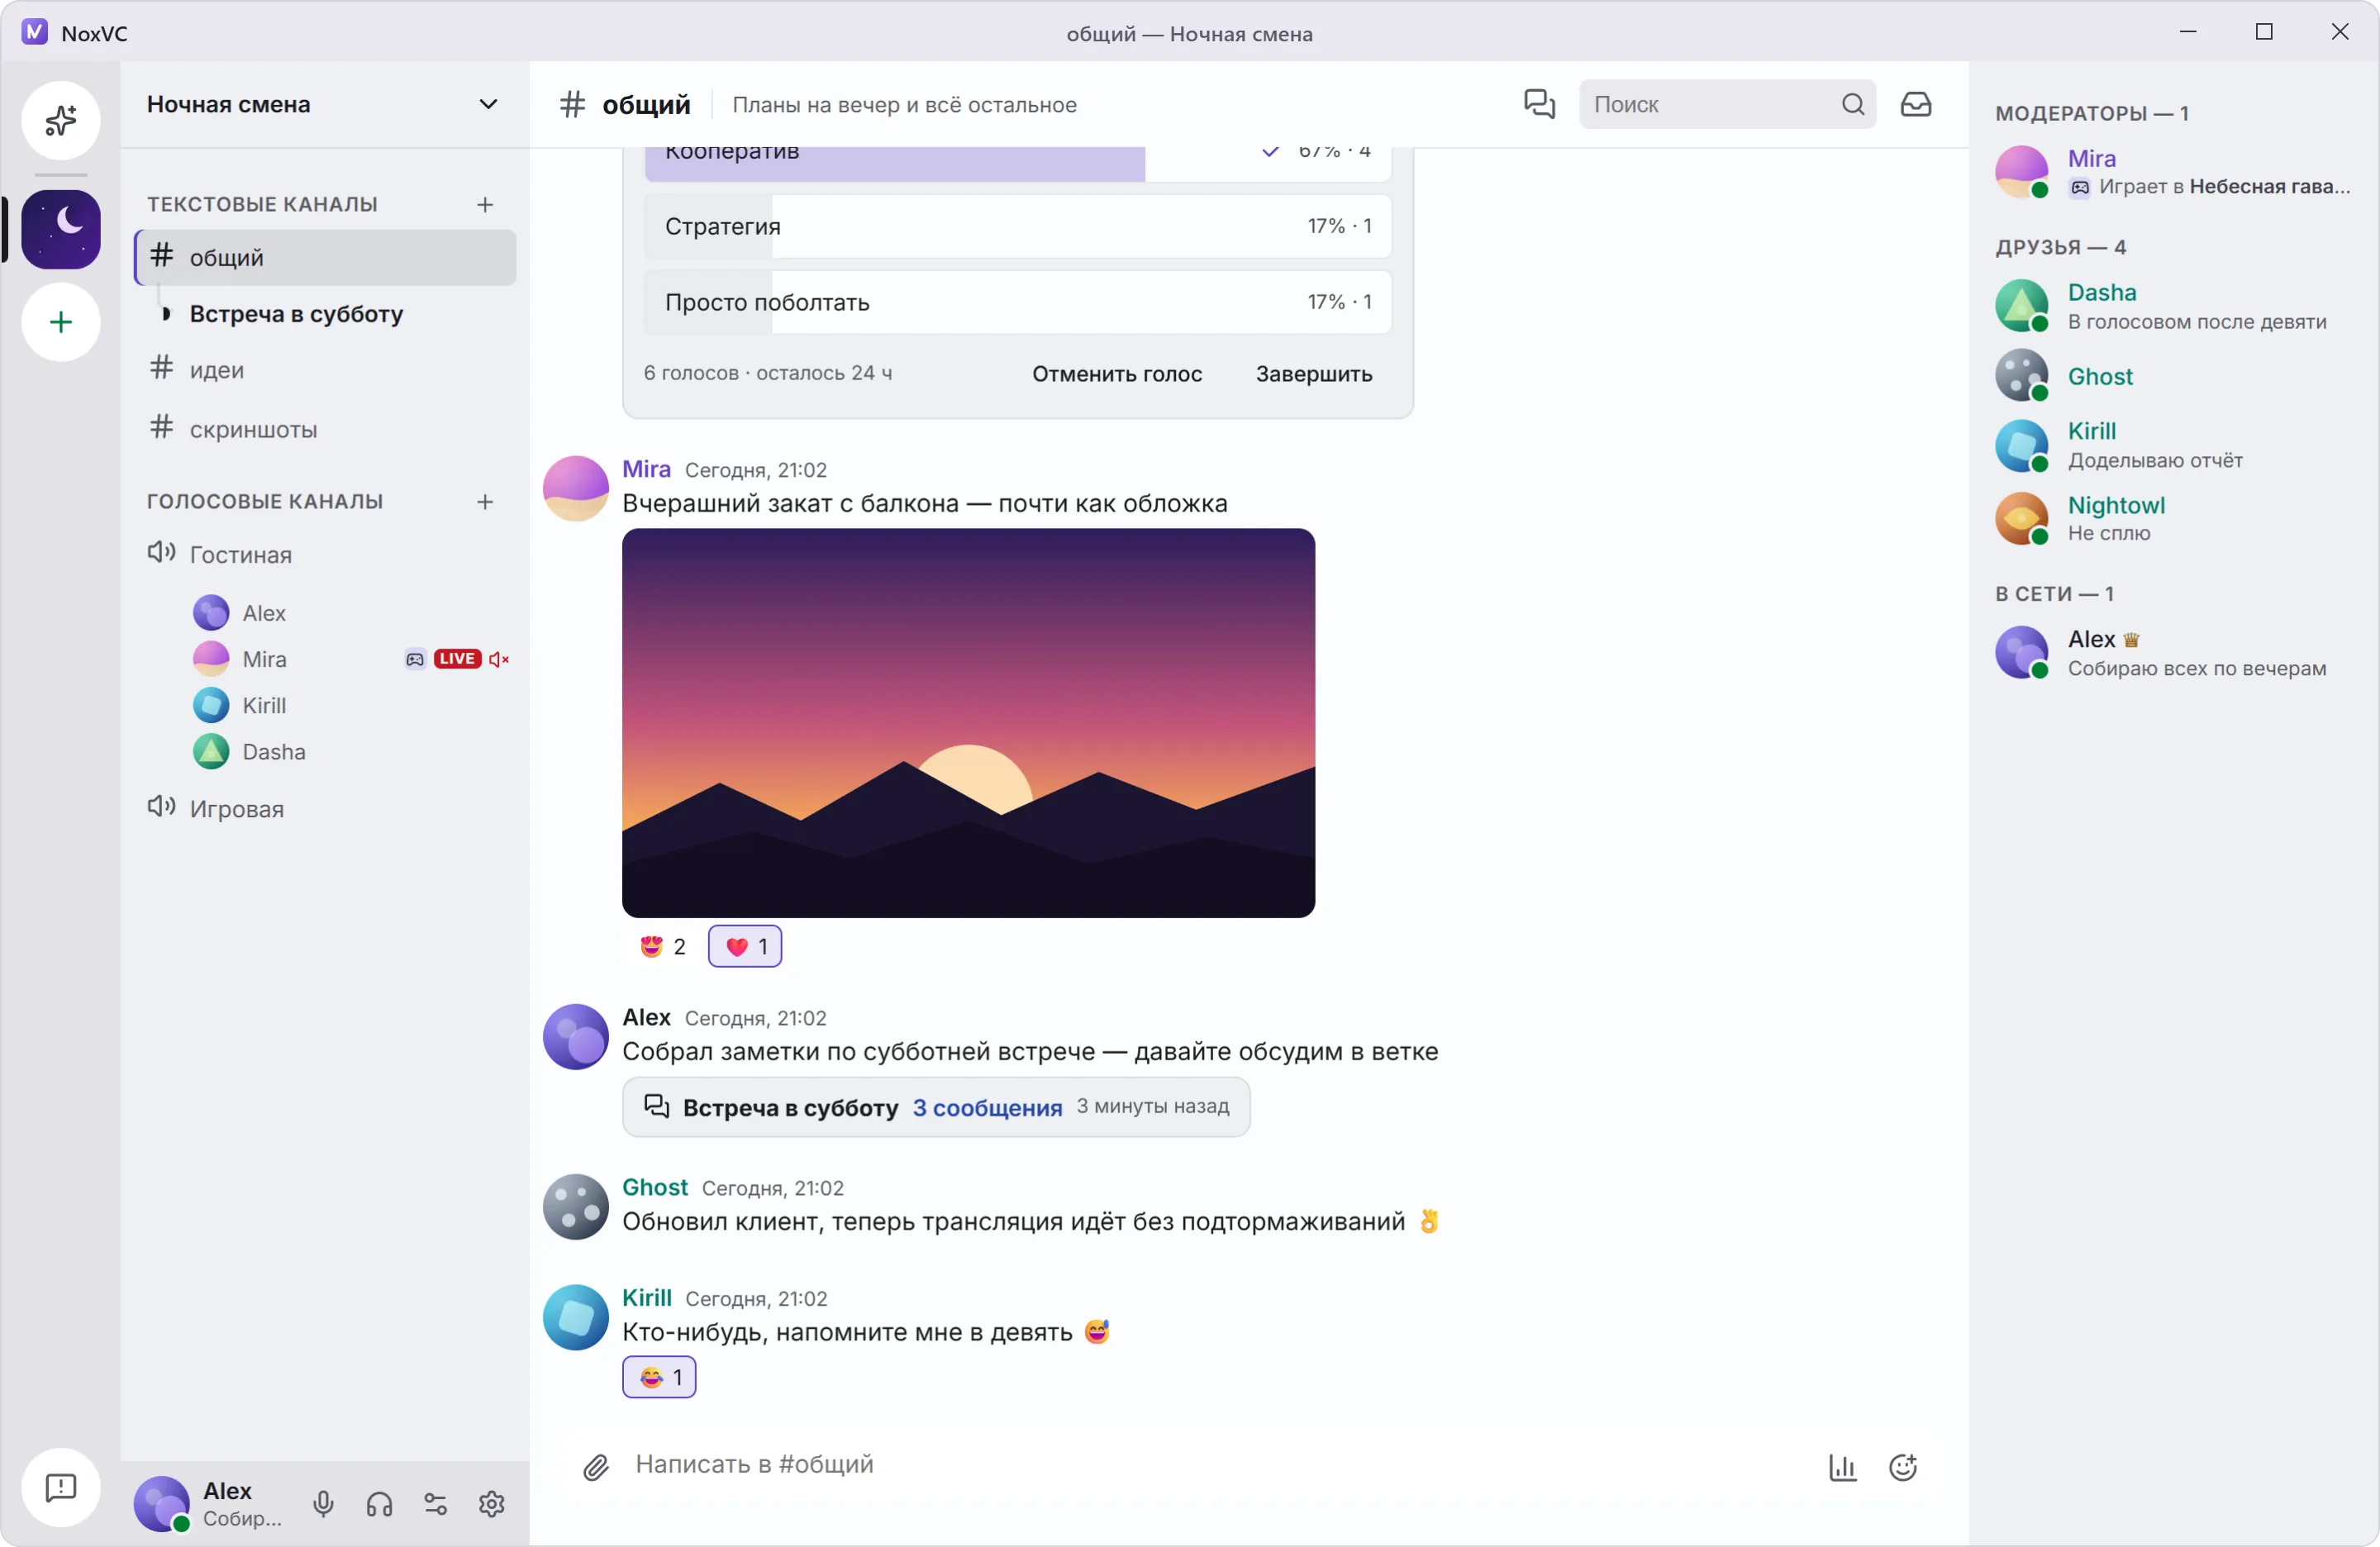 NoxVC
общий — Ночная смена
Ночная смена
ТЕКСТОВЫЕ КАНАЛЫ
общий
Встреча в субботу
идеи
скриншоты
ГОЛОСОВЫЕ КАНАЛЫ
Гостиная
Alex
Mira LIVE
Kirill
Dasha
Игровая
Alex
Собир...
# общий
Планы на вечер и всё остальное
Поиск
Кооператив 67% · 4
Стратегия 17% · 1
Просто поболтать 17% · 1
6 голосов · осталось 24 ч Отменить голос Завершить
Mira Сегодня, 21:02
Вчерашний закат с балкона — почти как обложка
2 1
Alex Сегодня, 21:02
Собрал заметки по субботней встрече — давайте обсудим в ветке
Встреча в субботу 3 сообщения 3 минуты назад
Ghost Сегодня, 21:02
Обновил клиент, теперь трансляция идёт без подтормаживаний 👌
Kirill Сегодня, 21:02
Кто-нибудь, напомните мне в девять 😅
1
Написать в #общий
МОДЕРАТОРЫ — 1
Mira
Играет в Небесная гава...
ДРУЗЬЯ — 4
Dasha
В голосовом после девяти
Ghost
Kirill
Доделываю отчёт
Nightowl
Не сплю
В СЕТИ — 1
Alex
Собираю всех по вечерам